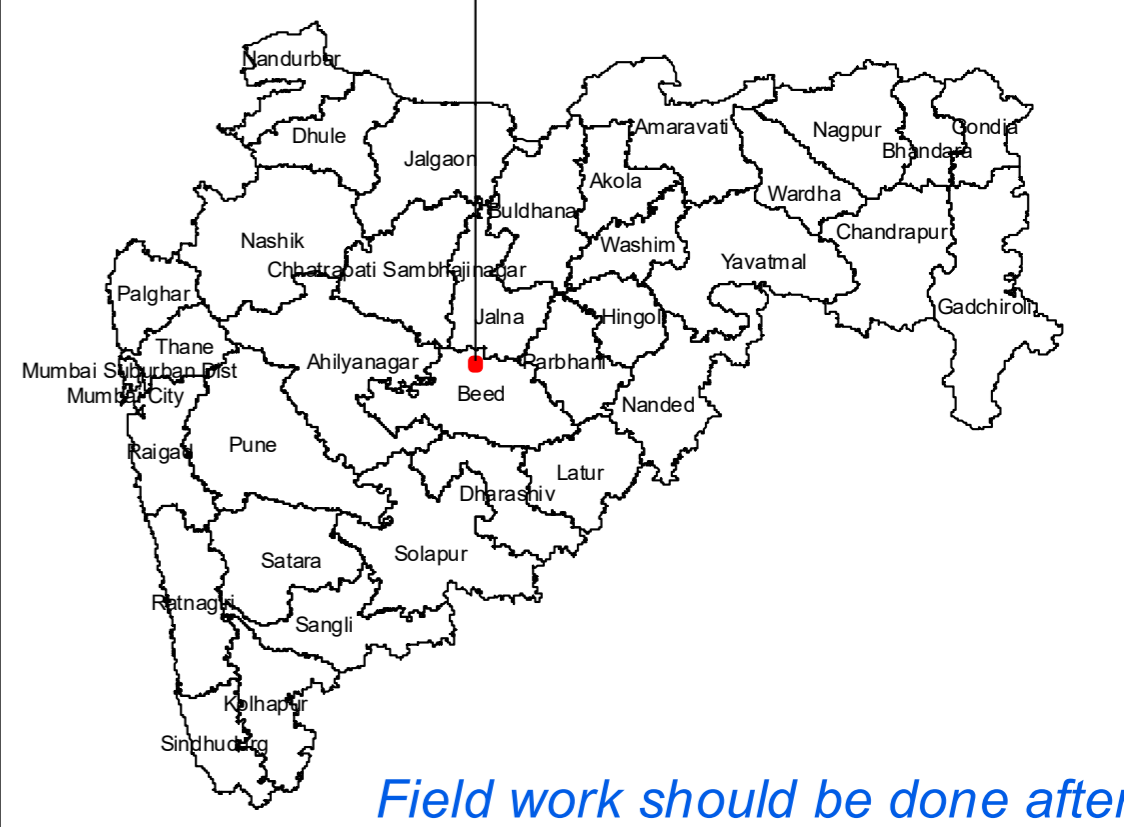 Nandurbar
Dhule
Jalgaon
Amaravati
Nagpur
Gondia
Bhandara
Akola
Wardha
Buldhana
Chandrapur
Nashik
Washim
Chhatrapati Sambhajinagar
Yavatmal
Palghar
Gadchiroli
Jalna
Hingoli
Thane
Ahilyanagar
Parbhani
Mumbai Suburban Dist
Mumbai City
Beed
Nanded
Pune
Raigad
Latur
Dharashiv
Solapur
Satara
Ratnagiri
Sangli
Kolhapur
Sindhudurg
Field work should be done after